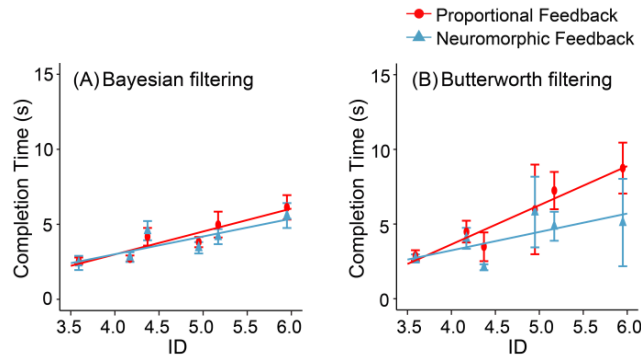 Proportional Feedback
Neuromorphic Feedback
(A) Bayesian filtering
(B) Butterworth filtering
Completion Time (s)
15
10
5
0
3.5 4.0 4.5 5.0 5.5 6.0
ID
Completion Time (s)
15
10
5
0
3.5 4.0 4.5 5.0 5.5 6.0
ID